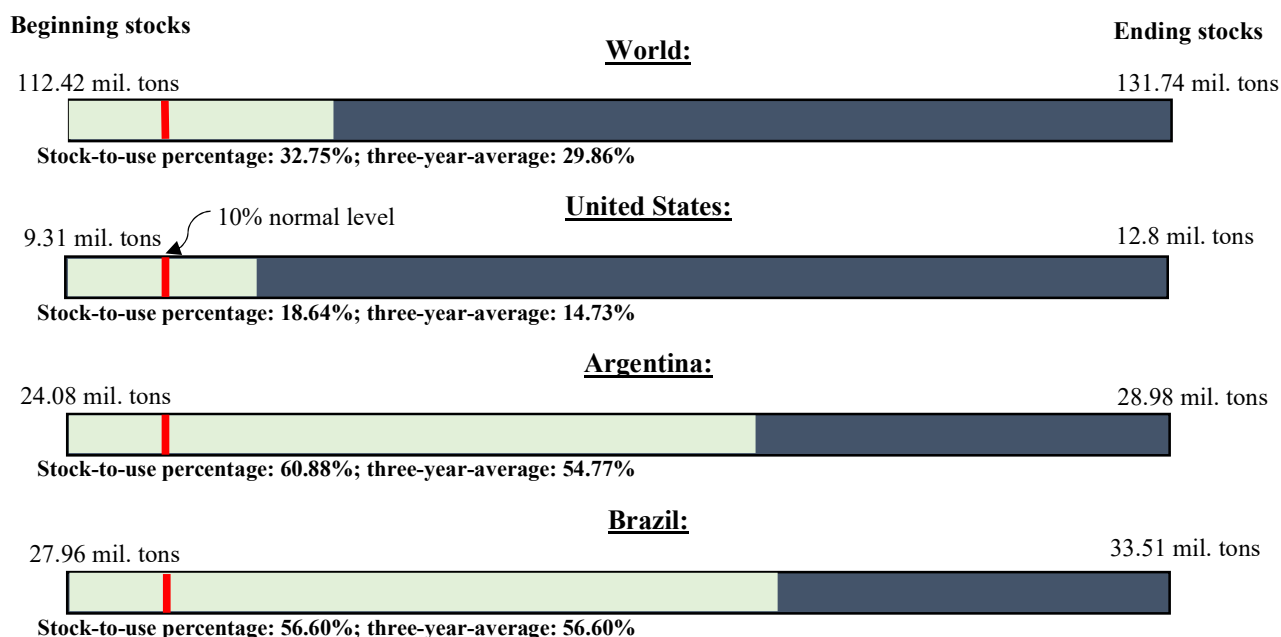 Beginning stocks
Ending stocks
World:
112.42 mil. tons
131.74 mil. tons
Stock-to-use percentage: 32.75%; three-year-average: 29.86%
United States:
10% normal level
9.31 mil. tons
12.8 mil. tons
Stock-to-use percentage: 18.64%; three-year-average: 14.73%
Argentina:
24.08 mil. tons
28.98 mil. tons
Stock-to-use percentage: 60.88%; three-year-average: 54.77%
Brazil:
27.96 mil. tons
33.51 mil. tons
Stock-to-use percentage: 56.60%; three-year-average: 56.60%